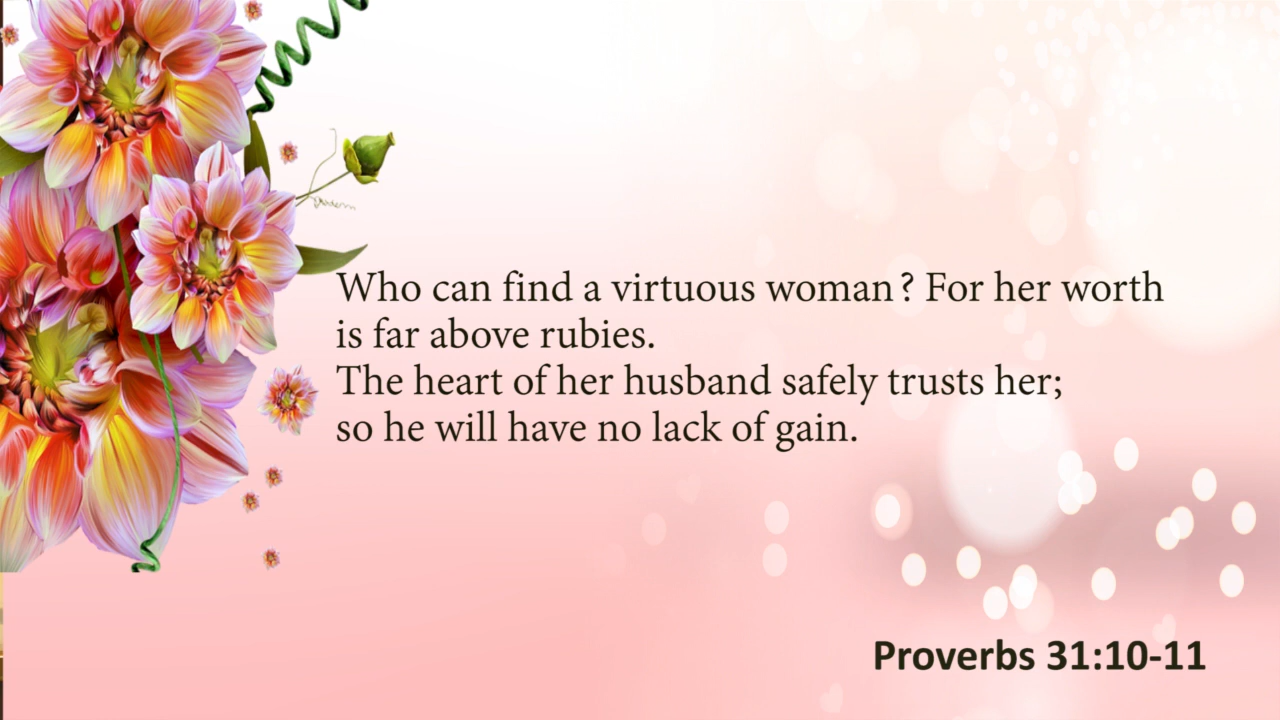 Who can find a virtuous woman? For her worth
is far above rubies.
The heart of her husband safely trusts her;
so he will have no lack of gain.
Proverbs 31:10-11